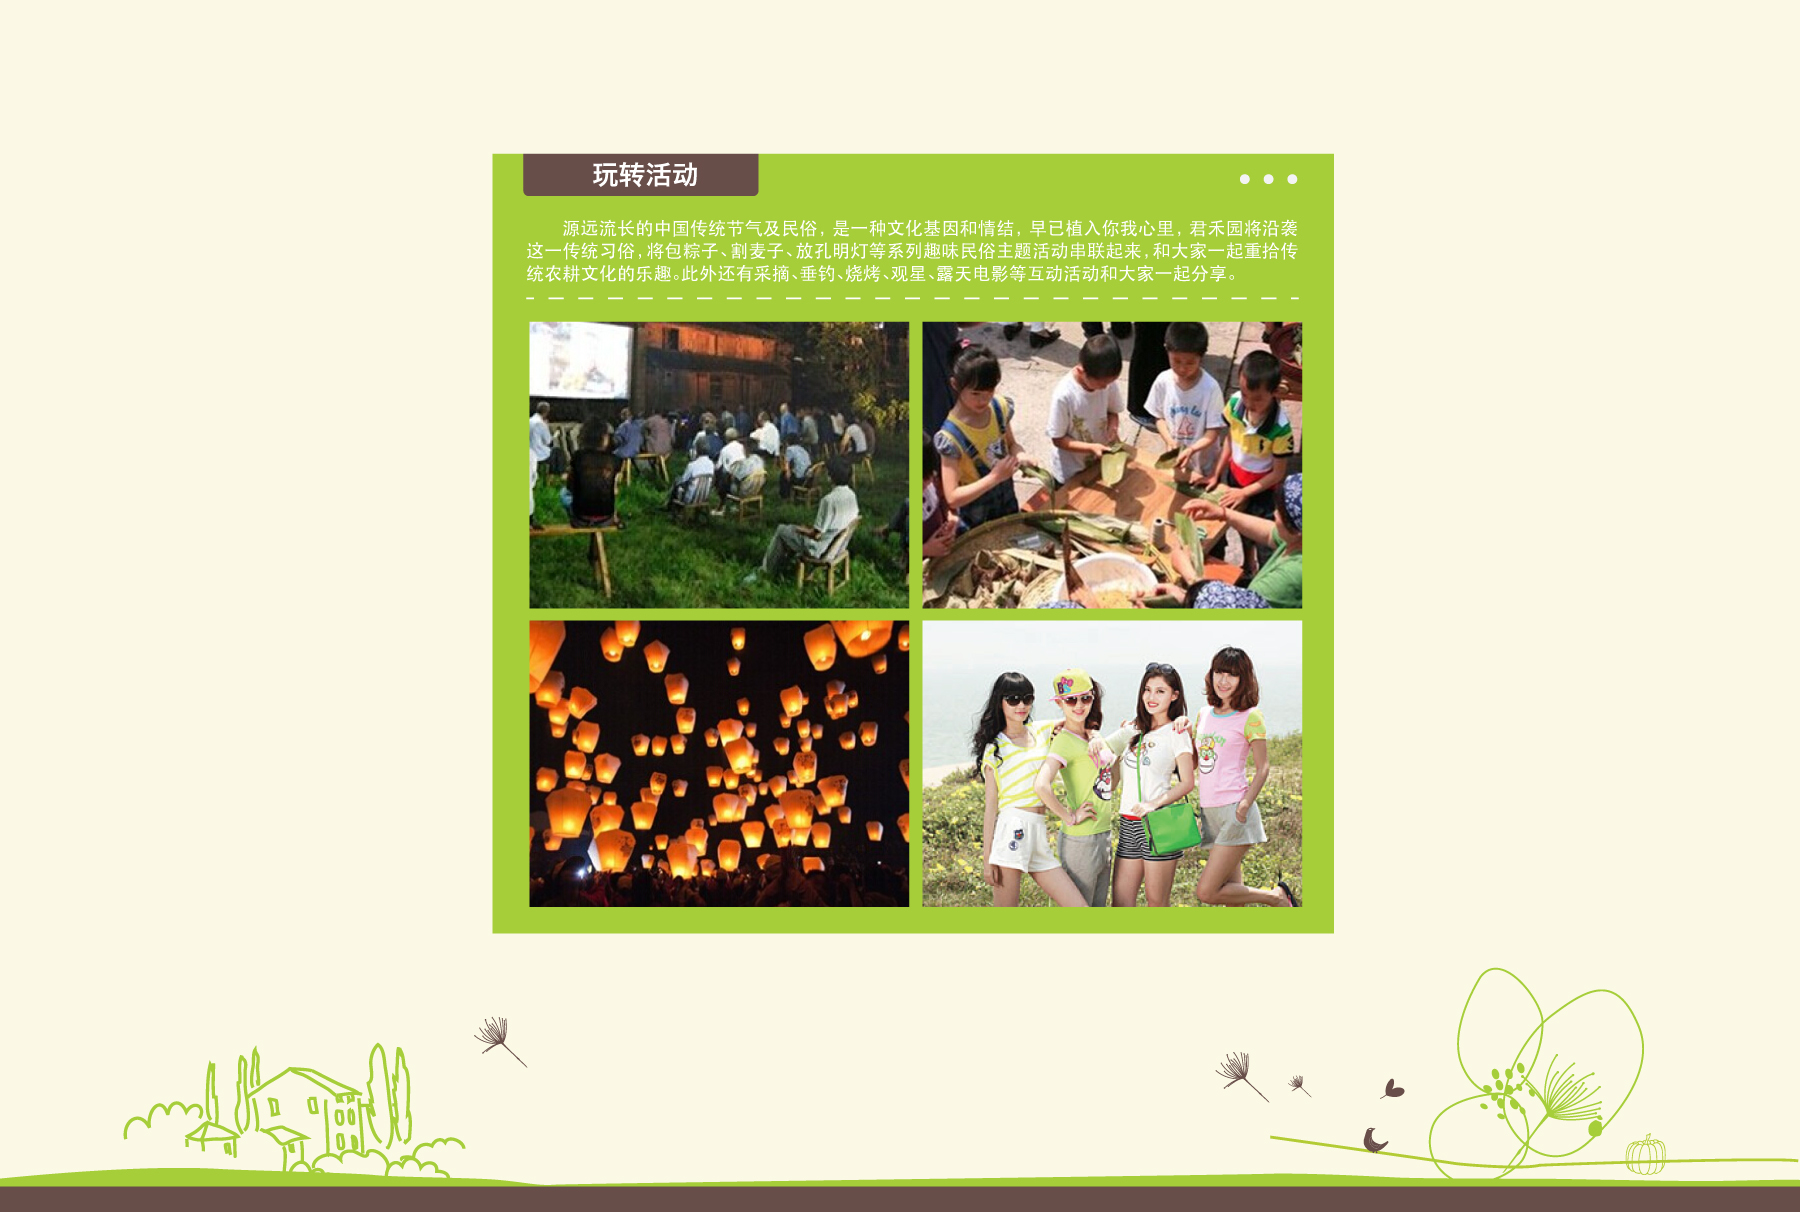 玩转活动
源远流长的中国传统节气及民俗，是一种文化基因和情结，早已植入你我心里，君禾园将沿袭
这一传统习俗，将包粽子、割麦子、放孔明灯等系列趣味民俗主题活动串联起来，和大家一起重拾传
统农耕文化的乐趣。此外还有采摘、垂钓、烧烤、观星、露天电影等互动活动和大家一起分享。